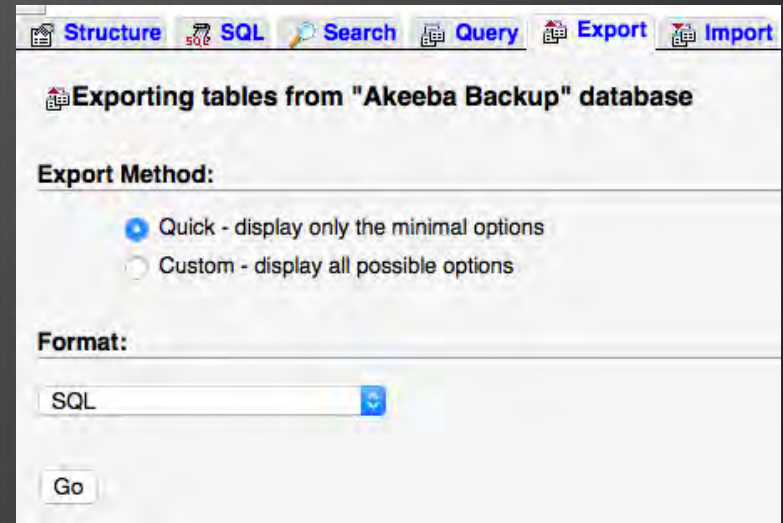 Structure SQL Search Query Export Import
Exporting tables from "Akeeba Backup" database
Export Method:
Quick - display only the minimal options
Custom - display all possible options
Format:
SQL
Go